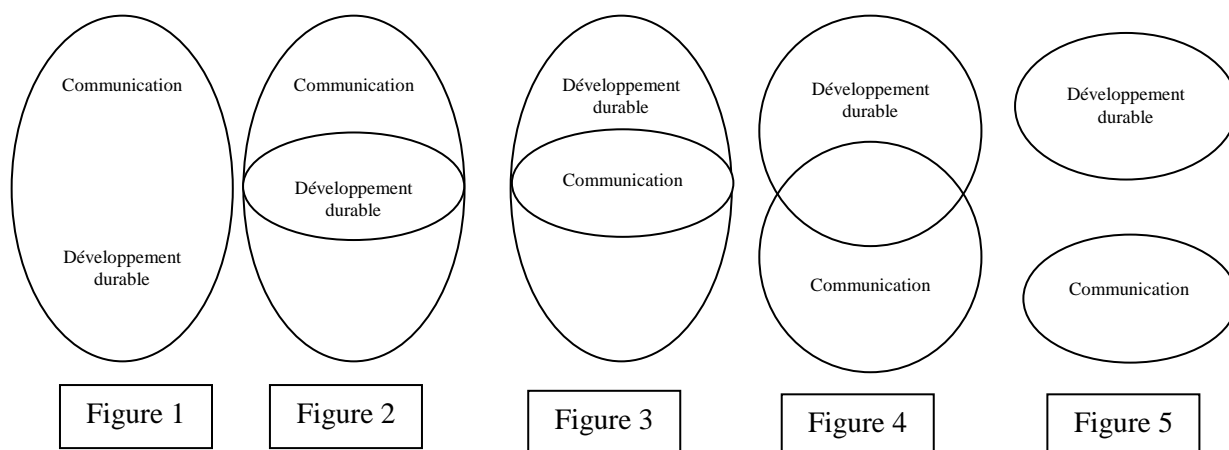 Communication
Développement
durable
Figure 1
Communication
Développement
durable
Figure 2
Développement
durable
Communication
Figure 3
Développement
durable
Communication
Figure 4
Développement
durable
Communication
Figure 5